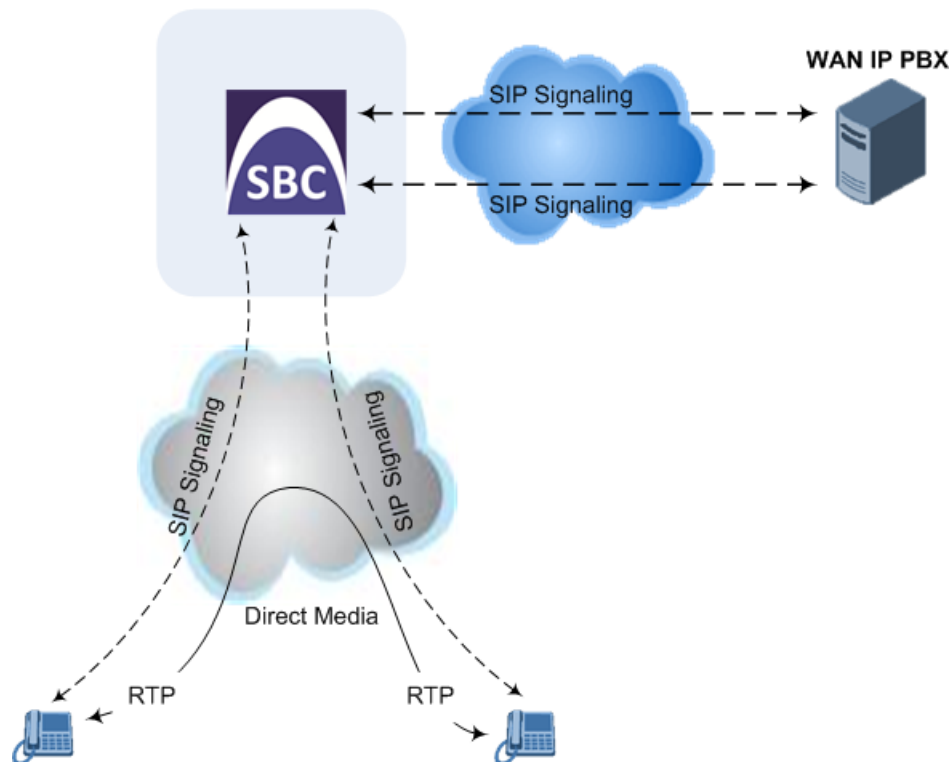 WAN IP PBX
SIP Signaling
SBC
SIP Signaling
SIP Signaling
SIP Signaling
Direct Media
RTP
RTP